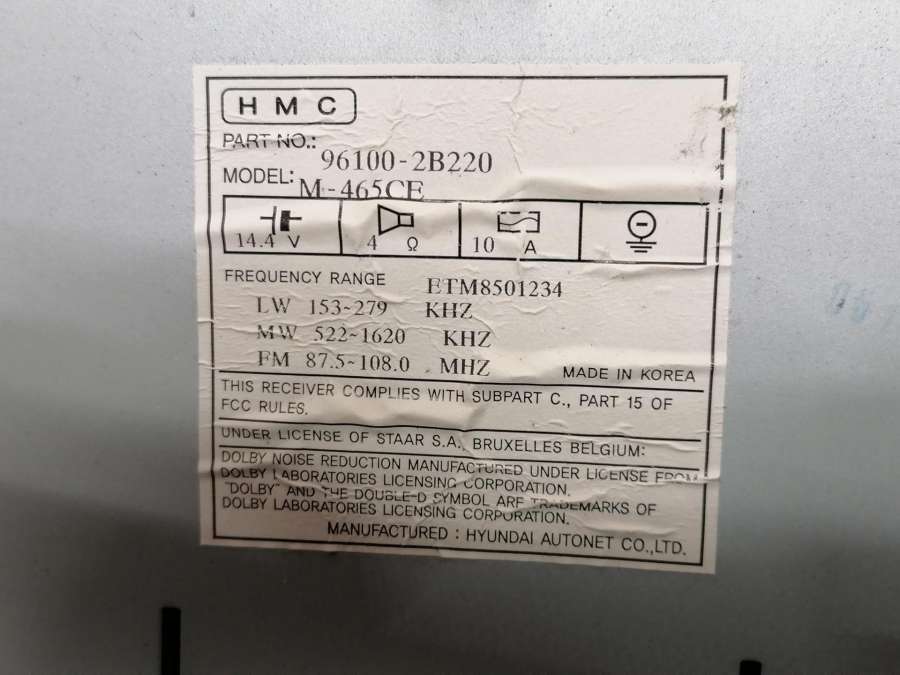 HMC
PART NO.: 96100-2B220
MODEL: M-465CE
14.4 V 4 Ω 10 A
FREQUENCY RANGE ETM8501234
LW 153~279 KHZ
MW 522~1620 KHZ
FM 87.5~108.0 MHZ MADE IN KOREA
THIS RECEIVER COMPLIES WITH SUBPART C., PART 15 OF
FCC RULES.
UNDER LICENSE OF STAAR S.A. BRUXELLES BELGIUM:
DOLBY NOISE REDUCTION MANUFACTURED UNDER LICENSE FROM
DOLBY LABORATORIES LICENSING CORPORATION.
"DOLBY" AND THE DOUBLE-D SYMBOL ARE TRADEMARKS OF
DOLBY LABORATORIES LICENSING CORPORATION.
MANUFACTURED : HYUNDAI AUTONET CO.,LTD.